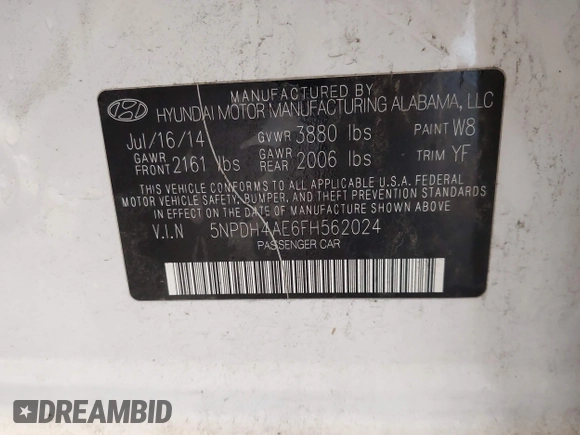 MANUFACTURED BY
HYUNDAI MOTOR MANUFACTURING ALABAMA, LLC
Jul/16/14 GVWR 3880 lbs PAINT W8
GAWR FRONT 2161 lbs GAWR REAR 2006 lbs TRIM YF
THIS VEHICLE CONFORMS TO ALL APPLICABLE U.S.A. FEDERAL
MOTOR VEHICLE SAFETY, BUMPER, AND THEFT PREVENTION STANDARDS
IN EFFECT ON THE DATE OF MANUFACTURE SHOWN ABOVE.
V.I.N 5NPDH4AE6FH562024
PASSENGER CAR
DREAMBID